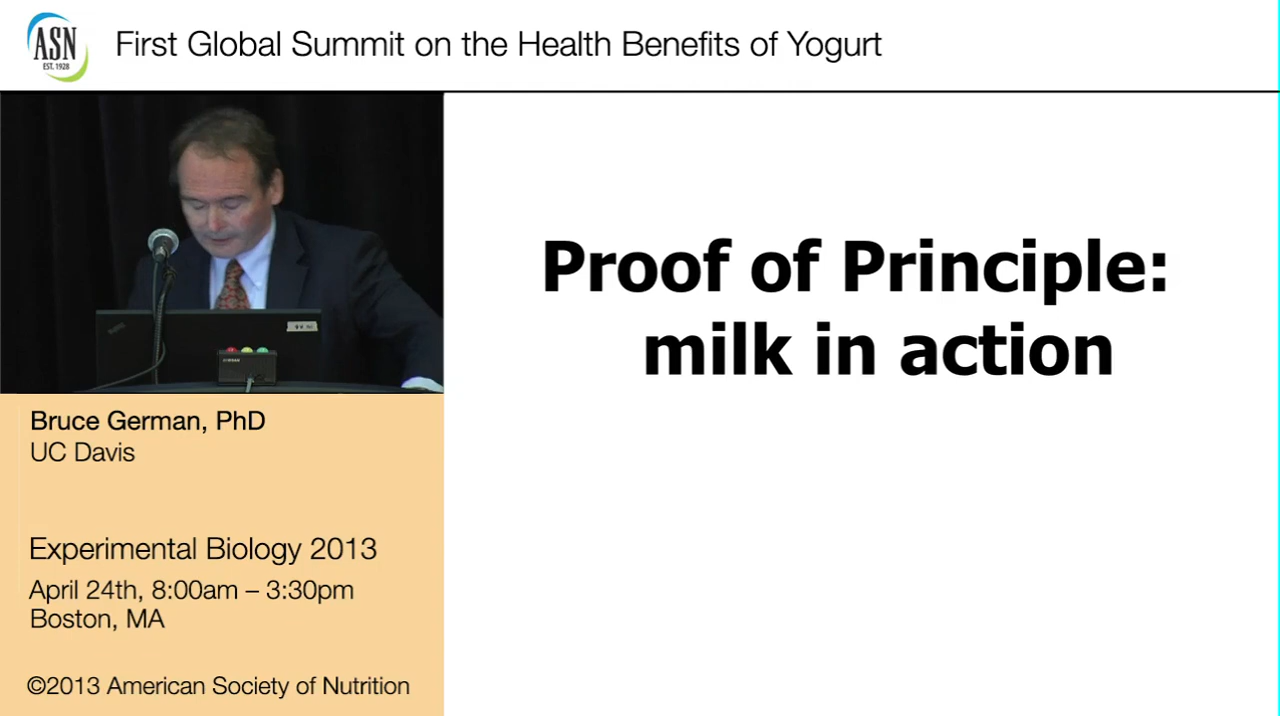 ASN
EST. 1928
First Global Summit on the Health Benefits of Yogurt
Proof of Principle:
milk in action
Bruce German, PhD
UC Davis
Experimental Biology 2013
April 24th, 8:00am – 3:30pm
Boston, MA
©2013 American Society of Nutrition